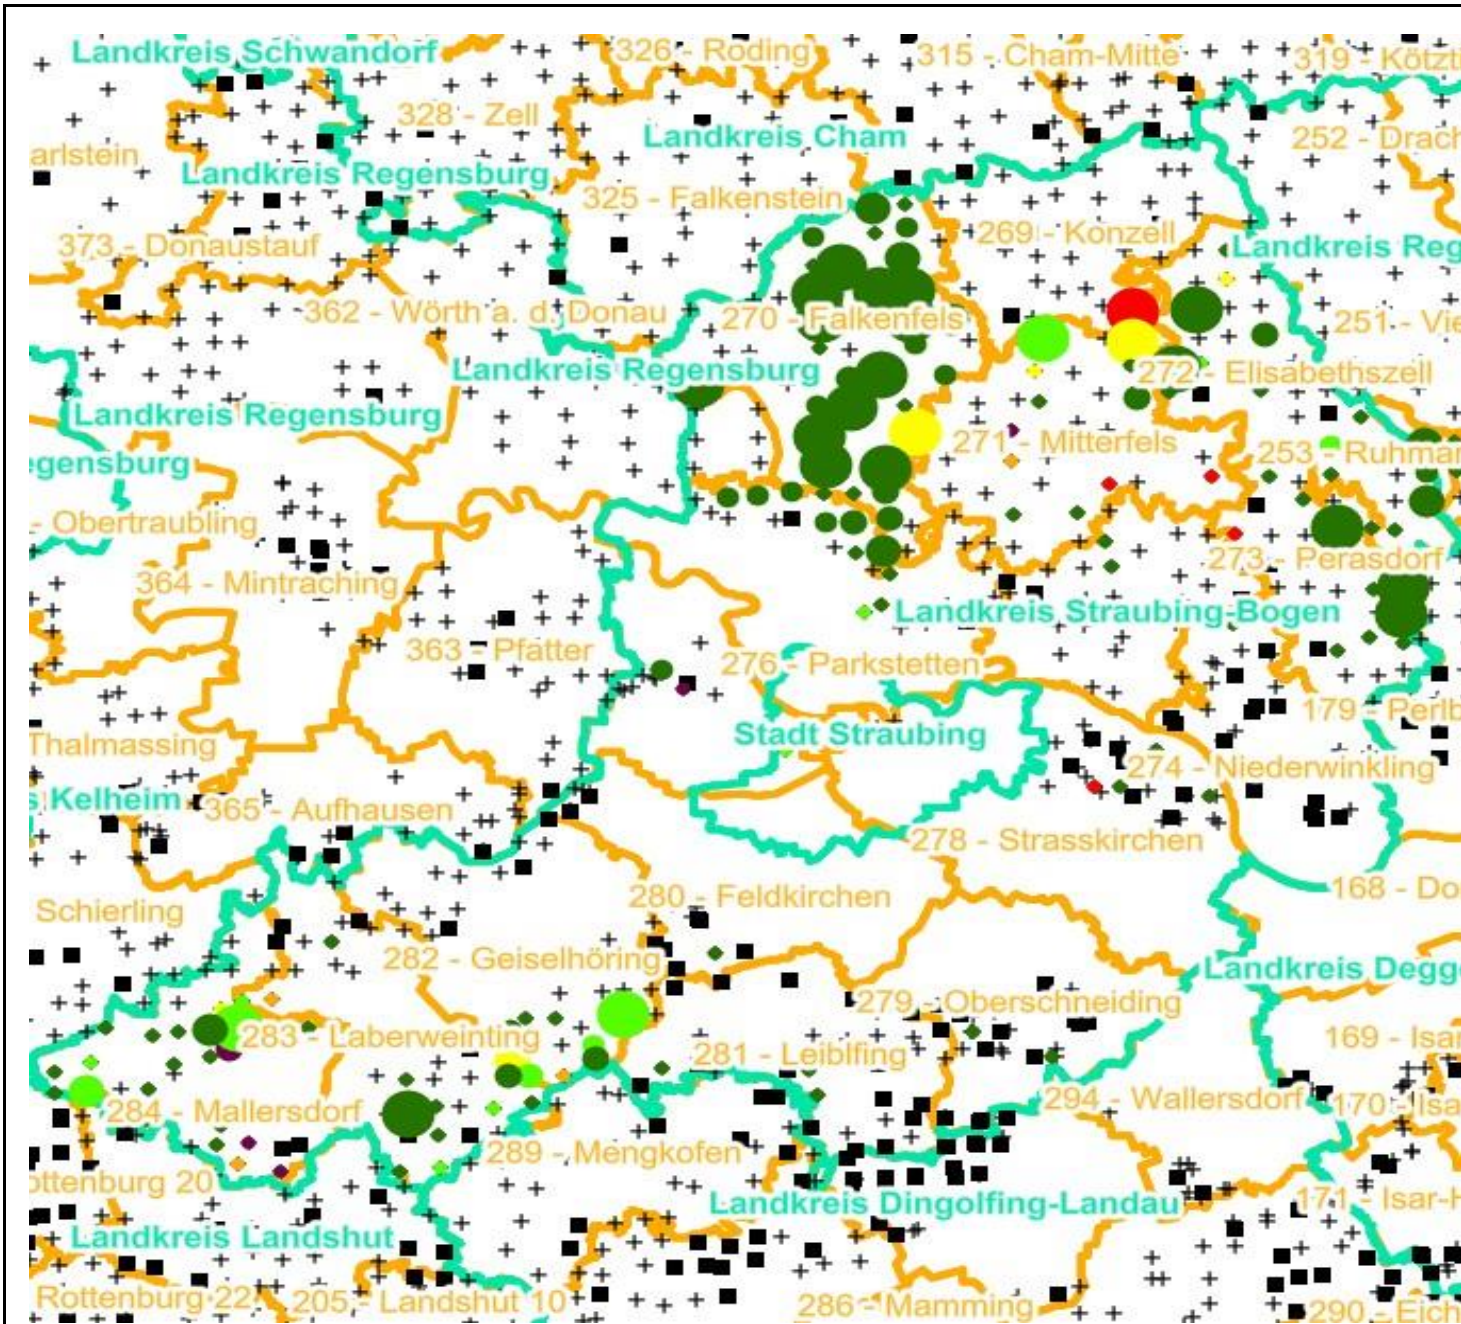 Landkreis Schwandorf
326 - Roding
315 - Cham-Mitte
319 - Kötzti
328 - Zell
Landkreis Cham
252 - Drach
arlstein
Landkreis Regensburg
325 - Falkenstein
373 - Donaustauf
269 - Konzell
Landkreis Reg
362 - Wörth a. d. Donau
270 - Falkenfels
251 - Vie
Landkreis Regensburg
272 - Elisabethszell
Landkreis Regensburg
271 - Mitterfels
253 - Ruhmar
egensburg
- Obertraubling
273 - Perasdorf
364 - Mintraching
Landkreis Straubing-Bogen
363 - Pfatter
276 - Parkstetten
179 - Perlb
Thalmassing
Stadt Straubing
274 - Niederwinkling
s Kelheim
365 - Aufhausen
278 - Strasskirchen
280 - Feldkirchen
168 - Do
Schierling
282 - Geiselhöring
Landkreis Degge
279 - Oberschneiding
283 - Laberweinting
281 - Leiblfing
169 - Isar
284 - Mallersdorf
294 - Wallersdorf
170 - Isa
289 - Mengkofen
ottenburg 20
Landkreis Dingolfing-Landau
171 - Isar-H
Landkreis Landshut
Rottenburg 22
205 - Landshut 10
286 - Mamming
290 - Eich